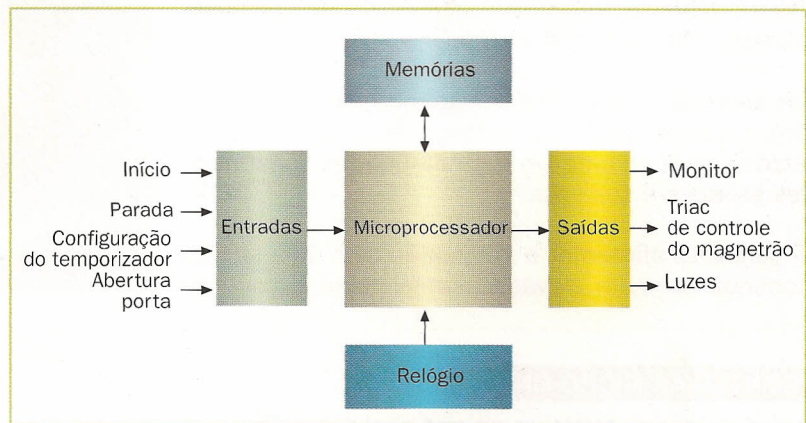 Memórias
Início
Parada
Configuração
do temporizador
Abertura
porta
Entradas
Microprocessador
Saídas
Monitor
Triac
de controle
do magnetrão
Luzes
Relógio